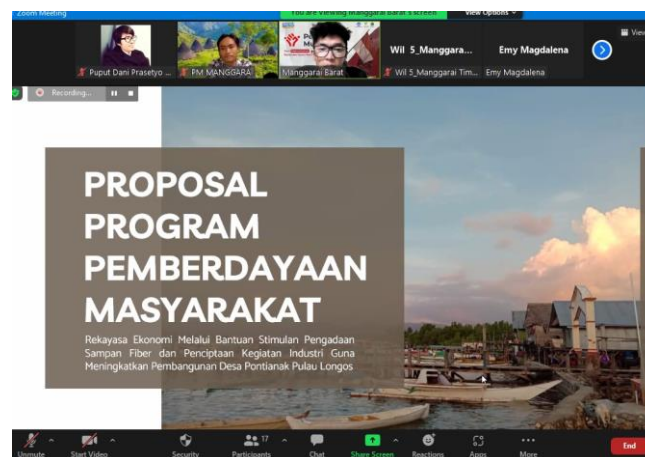 Zoom Meeting
You are viewing Manggarai Barat's screen
View Options
View
Puput Dani Prasetyo ...
PM MANGGARA
Manggarai Barat
Wil 5_Manggara...
Wil 5_Manggarai Tim...
Emy Magdalena
Emy Magdalena
Recording...
PROPOSAL
PROGRAM
PEMBERDAYAAN
MASYARAKAT
Rekayasa Ekonomi Melalui Bantuan Stimulan Pengadaan
Sampan Fiber dan Penciptaan Kegiatan Industri Guna
Meningkatkan Pembangunan Desa Pontianak Pulau Longos
Unmute
Start Video
Security
Participants
17
Chat
Share Screen
Reactions
Apps
More
End